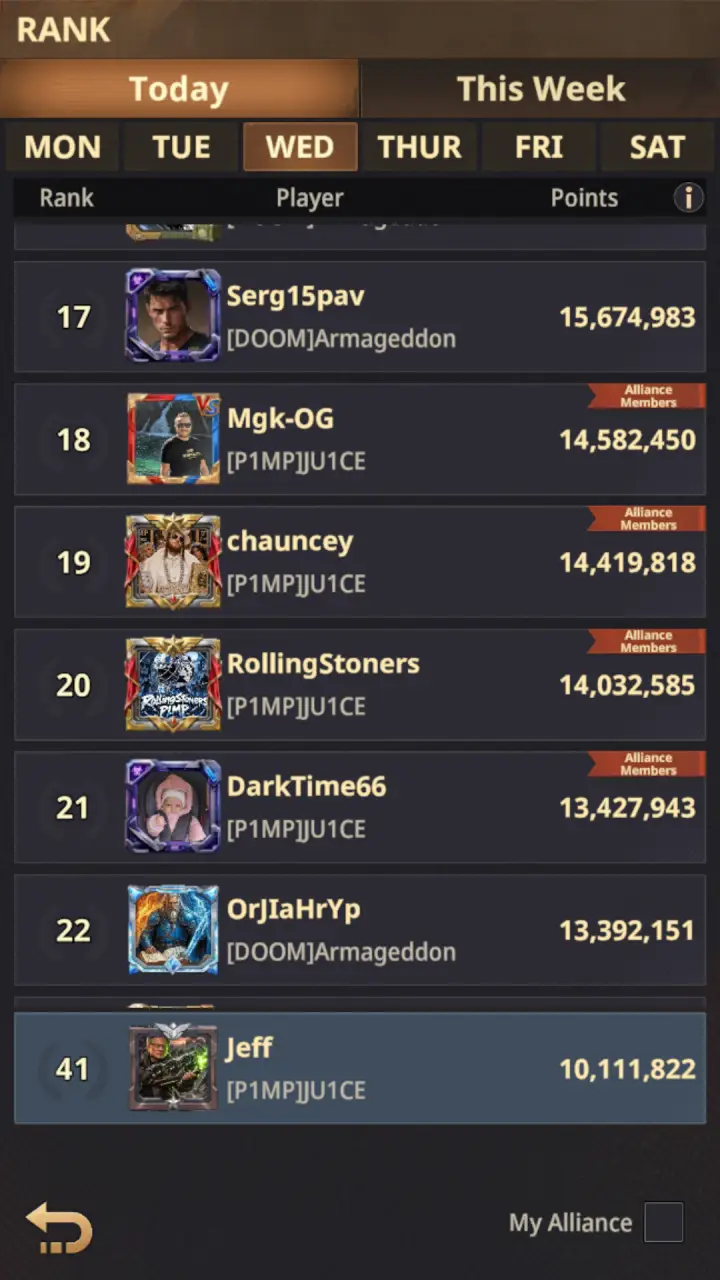 RANK
Today
This Week
MON
TUE
WED
THUR
FRI
SAT
Rank
Player
Points
i
17
Serg15pav
[DOOM]Armageddon
15,674,983
Alliance
Members
18
VS
Mgk-OG
[P1MP]JU1CE
14,582,450
Alliance
Members
19
chauncey
[P1MP]JU1CE
14,419,818
Alliance
Members
20
RollingStoners
PIMP
RollingStoners
[P1MP]JU1CE
14,032,585
Alliance
Members
21
DarkTime66
[P1MP]JU1CE
13,427,943
22
OrJIaHrYp
[DOOM]Armageddon
13,392,151
41
Jeff
[P1MP]JU1CE
10,111,822
My Alliance